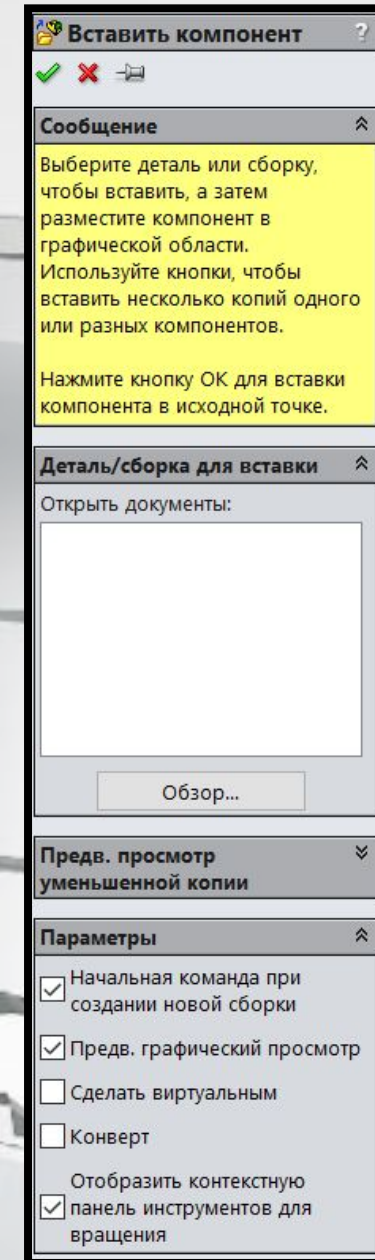 Вставить компонент ?
Сообщение
Выберите деталь или сборку,
чтобы вставить, а затем
разместите компонент в
графической области.
Используйте кнопки, чтобы
вставить несколько копий одного
или разных компонентов.
Нажмите кнопку OK для вставки
компонента в исходной точке.
Деталь/сборка для вставки
Открыть документы:
Обзор...
Предв. просмотр
уменьшенной копии
Параметры
Начальная команда при
создании новой сборки
Предв. графический просмотр
Сделать виртуальным
Конверт
Отобразить контекстную
панель инструментов для
вращения